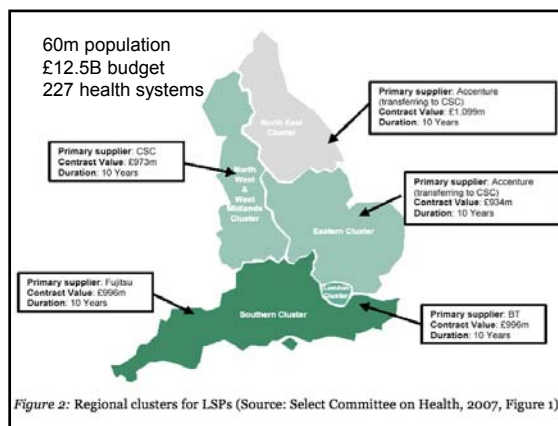 60m population
£12.5B budget
227 health systems
Primary supplier: Accenture
(transferring to CSC)
Contract Value: £1,099m
Duration: 10 Years
North East
Cluster
Primary supplier: CSC
Contract Value: £973m
Duration: 10 Years
North
West
&
West
Midlands
Cluster
Primary supplier: Accenture
(transferring to CSC)
Contract Value: £934m
Duration: 10 Years
Eastern Cluster
Primary supplier: Fujitsu
Contract Value: £996m
Duration: 10 Years
London
Cluster
Southern Cluster
Primary supplier: BT
Contract Value: £996m
Duration: 10 Years
Figure 2: Regional clusters for LSPs (Source: Select Committee on Health, 2007, Figure 1)